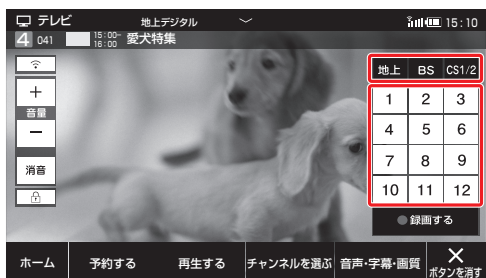 テレビ 地上デジタル 15:10
4 041 15:00- 16:00 愛犬特集
地上 BS CS1/2
+
音量
－
消音
1 2 3
4 5 6
7 8 9
10 11 12
録画する
ホーム 予約する 再生する チャンネルを選ぶ 音声・字幕・画質 ボタンを消す